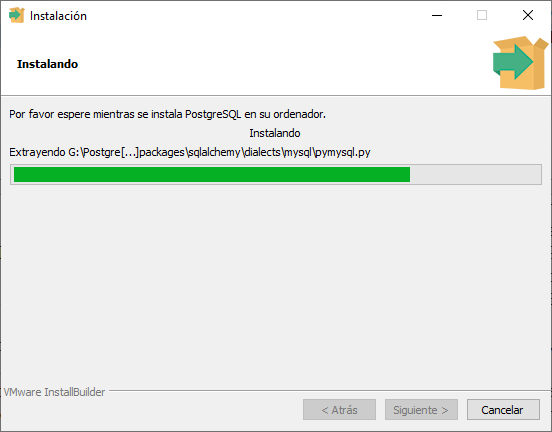 Instalación
Instalando
Por favor espere mientras se instala PostgreSQL en su ordenador.
Instalando
Extrayendo G:\Postgre[...]packages\sqlalchemy\dialects\mysql\pymysql.py
VMware InstallBuilder
< Atrás
Siguiente >
Cancelar